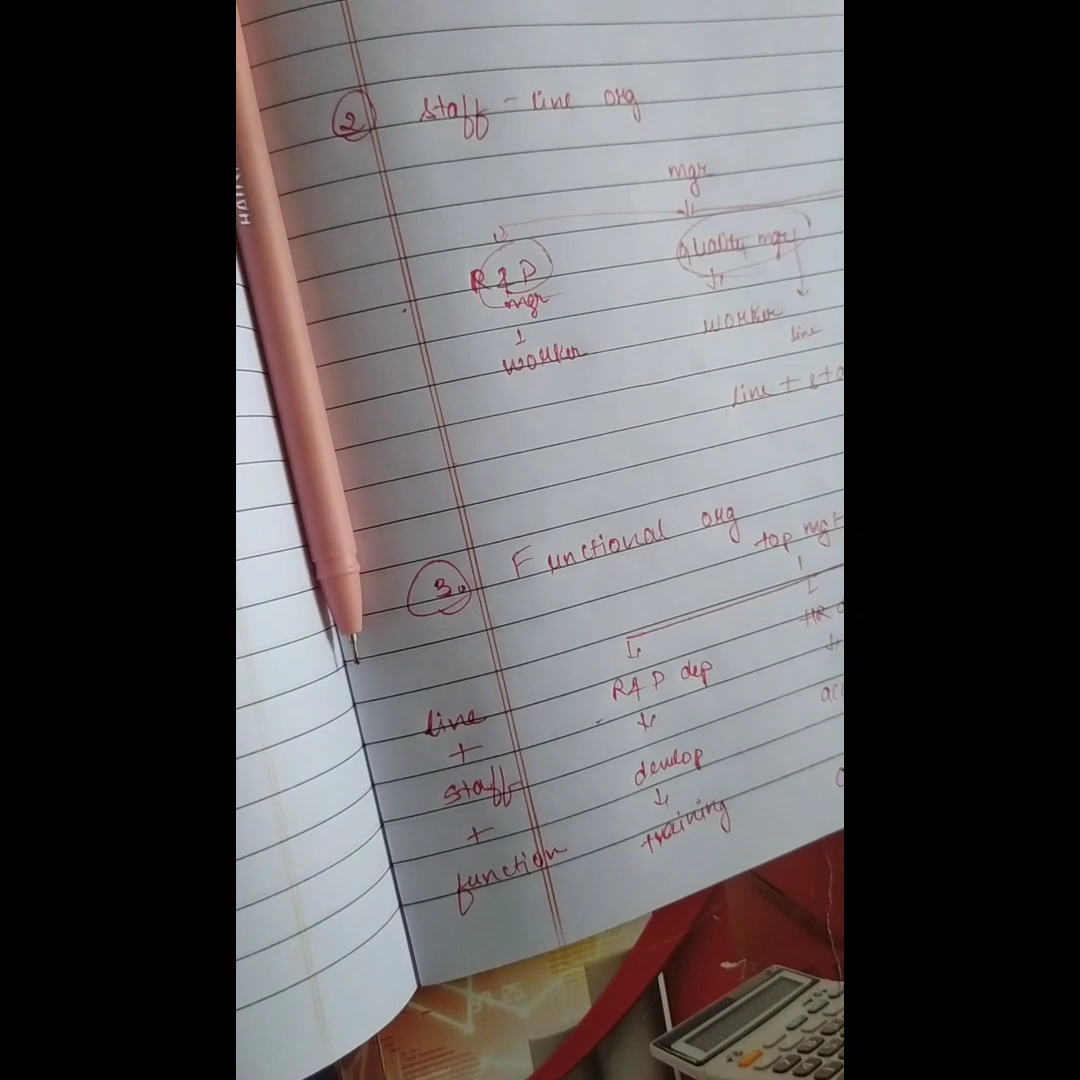 2 staff - line org
mgr
R & D quality mgr
mgr
worker worker
line
line + sta
3. Functional org
top mgt
HR d
R & D dep
acc
develop
training
line
+
staff
+
function